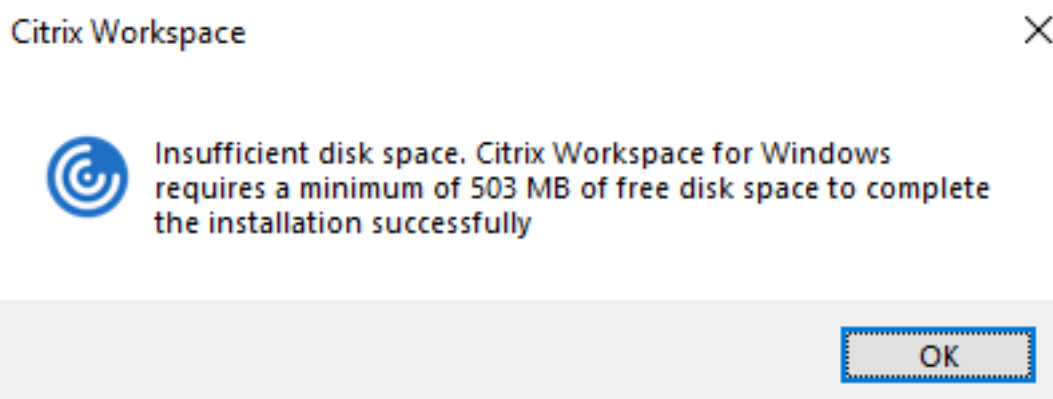 Citrix Workspace
Insufficient disk space. Citrix Workspace for Windows
requires a minimum of 503 MB of free disk space to complete
the installation successfully
OK